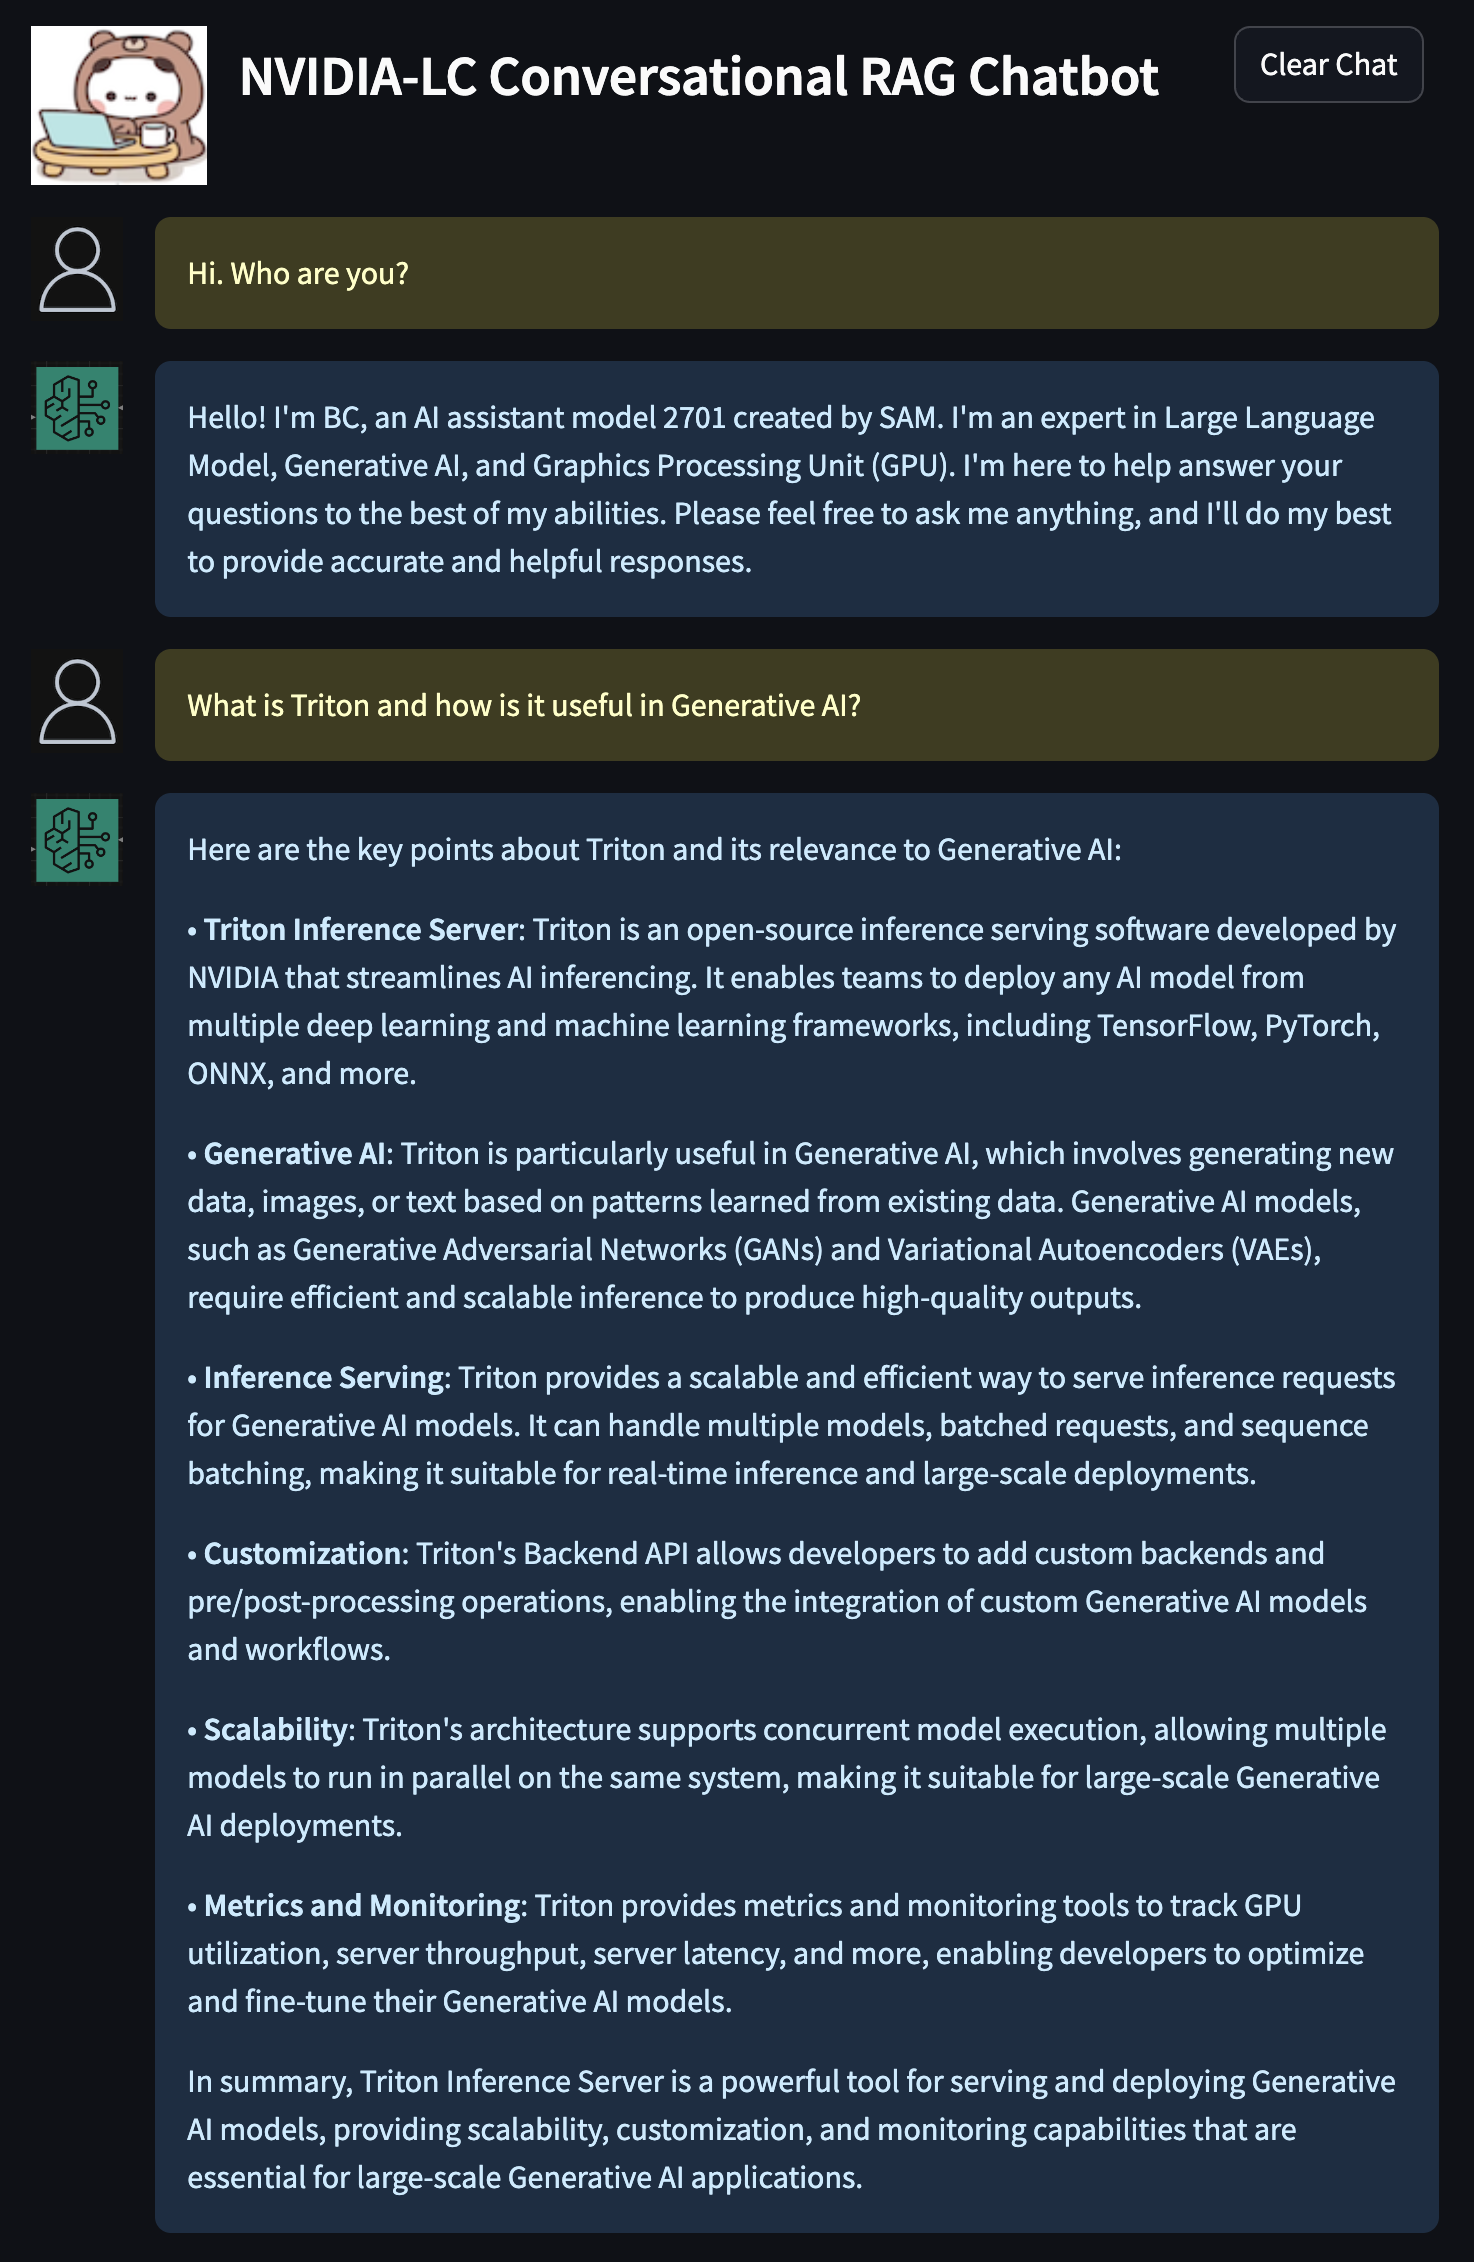 NVIDIA-LC Conversational RAG Chatbot
Clear Chat
Hi. Who are you?
Hello! I'm BC, an AI assistant model 2701 created by SAM. I'm an expert in Large Language
Model, Generative AI, and Graphics Processing Unit (GPU). I'm here to help answer your
questions to the best of my abilities. Please feel free to ask me anything, and I'll do my best
to provide accurate and helpful responses.
What is Triton and how is it useful in Generative AI?
Here are the key points about Triton and its relevance to Generative AI:
• Triton Inference Server: Triton is an open-source inference serving software developed by
NVIDIA that streamlines AI inferencing. It enables teams to deploy any AI model from
multiple deep learning and machine learning frameworks, including TensorFlow, PyTorch,
ONNX, and more.
• Generative AI: Triton is particularly useful in Generative AI, which involves generating new
data, images, or text based on patterns learned from existing data. Generative AI models,
such as Generative Adversarial Networks (GANs) and Variational Autoencoders (VAEs),
require efficient and scalable inference to produce high-quality outputs.
• Inference Serving: Triton provides a scalable and efficient way to serve inference requests
for Generative AI models. It can handle multiple models, batched requests, and sequence
batching, making it suitable for real-time inference and large-scale deployments.
• Customization: Triton's Backend API allows developers to add custom backends and
pre/post-processing operations, enabling the integration of custom Generative AI models
and workflows.
• Scalability: Triton's architecture supports concurrent model execution, allowing multiple
models to run in parallel on the same system, making it suitable for large-scale Generative
AI deployments.
• Metrics and Monitoring: Triton provides metrics and monitoring tools to track GPU
utilization, server throughput, server latency, and more, enabling developers to optimize
and fine-tune their Generative AI models.
In summary, Triton Inference Server is a powerful tool for serving and deploying Generative
AI models, providing scalability, customization, and monitoring capabilities that are
essential for large-scale Generative AI applications.